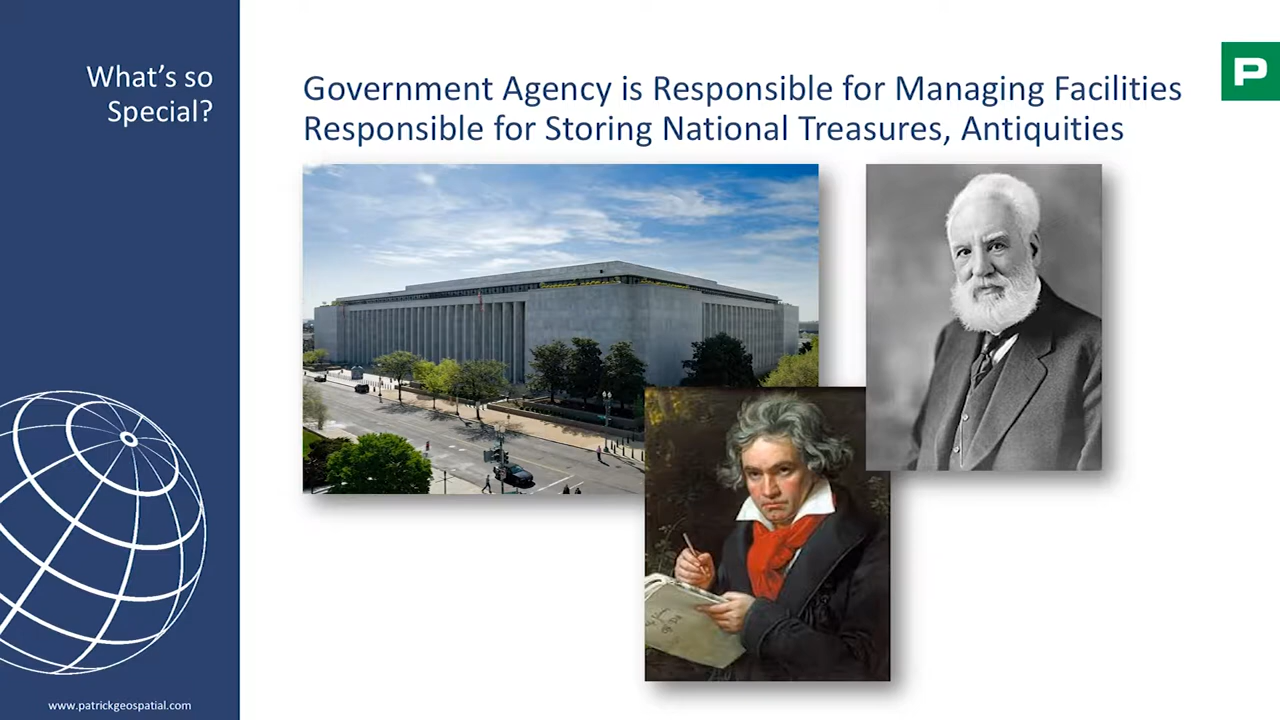 What's so
Special?
Government Agency is Responsible for Managing Facilities
Responsible for Storing National Treasures, Antiquities
P
www.patrickgeospatial.com